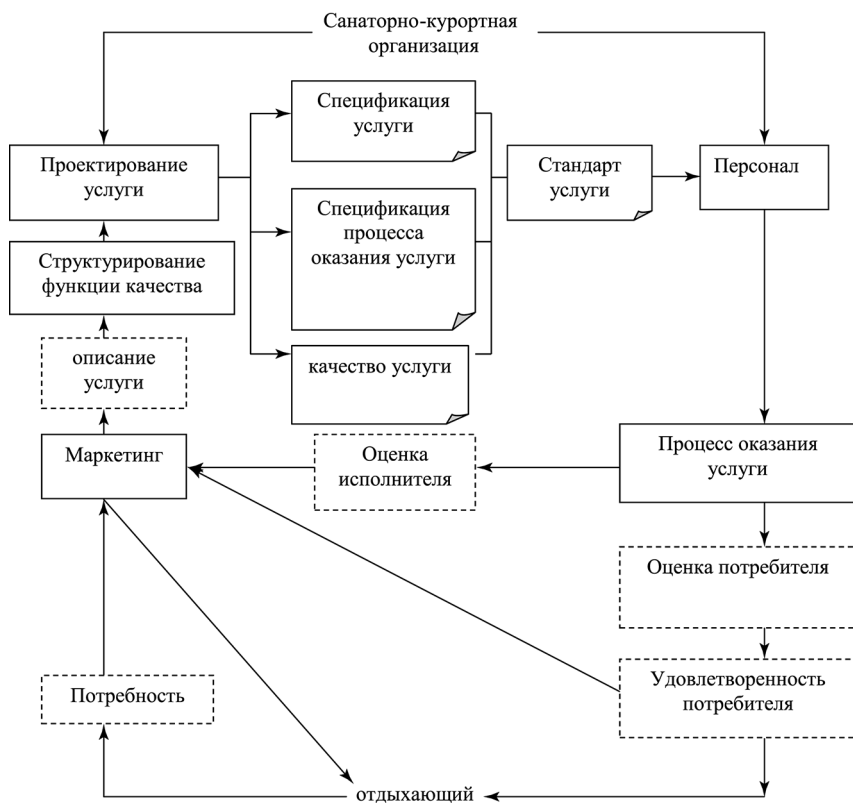 Санаторно-курортная
организация
Спецификация
услуги
Проектирование
услуги
Стандарт
услуги
Персонал
Спецификация
процесса
оказания услуги
Структурирование
функции качества
описание
услуги
качество услуги
Маркетинг
Оценка
исполнителя
Процесс оказания
услуги
Оценка потребителя
Потребность
Удовлетворенность
потребителя
отдыхающий